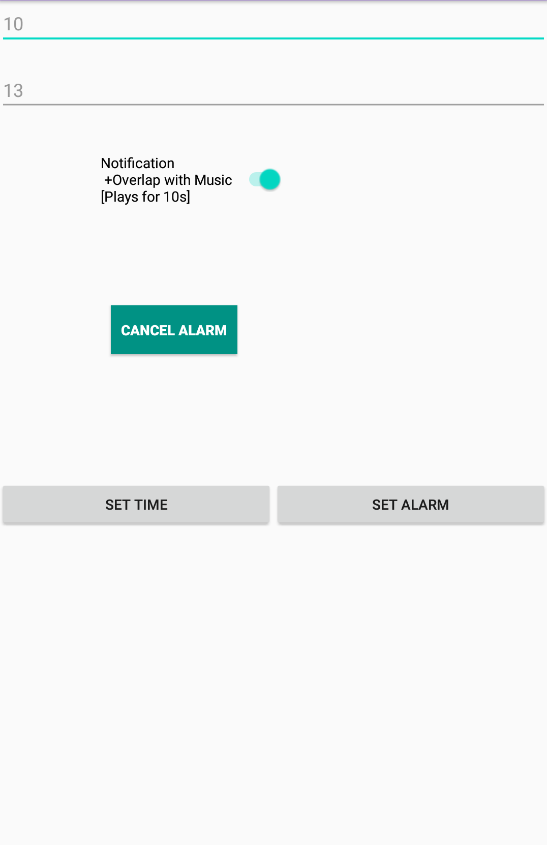 10
13
Notification
+Overlap with Music
[Plays for 10s]
CANCEL ALARM
SET TIME
SET ALARM